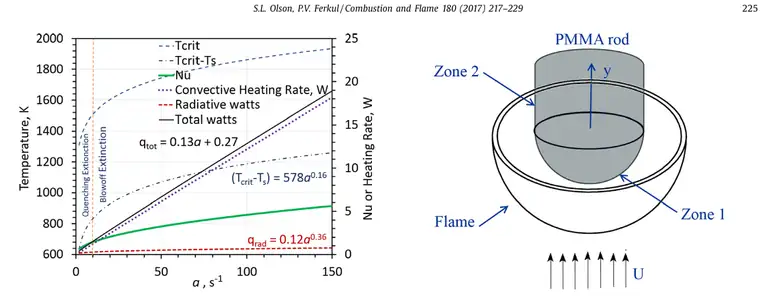 S.L. Olson, P.V. Ferkul / Combustion and Flame 180 (2017) 217–229
225
2000
1800
1600
1400
1200
1000
800
600
Temperature, K
25
20
15
10
5
0
Nu or Heating Rate, W
0
50
100
150
a , s-1
Tcrit
Tcrit-Ts
Nu
Convective Heating Rate, W
Radiative watts
Total watts
qtot = 0.13a + 0.27
(Tcrit-Ts) = 578a0.16
qrad = 0.12a0.36
Quenching Extinction
Blowoff Extinction
PMMA rod
Zone 2
y
Flame
Zone 1
U